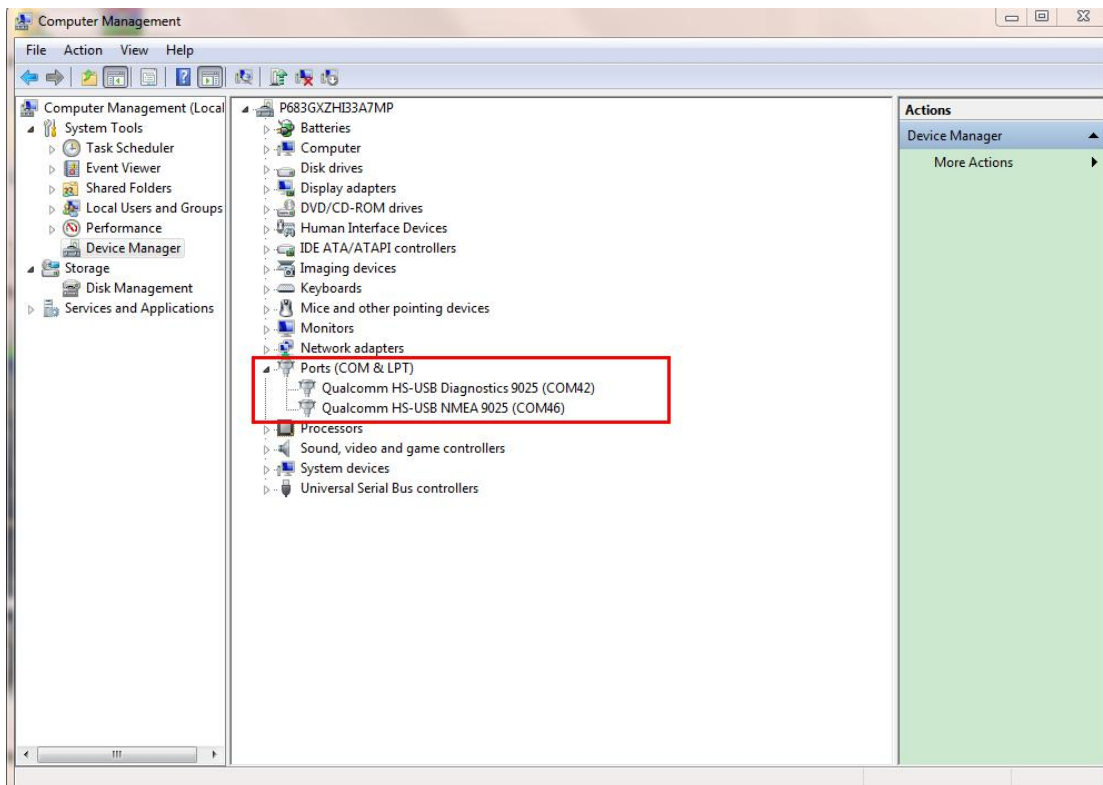 Computer Management
File Action View Help
Computer Management (Local
System Tools
Task Scheduler
Event Viewer
Shared Folders
Local Users and Groups
Performance
Device Manager
Storage
Disk Management
Services and Applications
P683GXZHI33A7MP
Batteries
Computer
Disk drives
Display adapters
DVD/CD-ROM drives
Human Interface Devices
IDE ATA/ATAPI controllers
Imaging devices
Keyboards
Mice and other pointing devices
Monitors
Network adapters
Ports (COM & LPT)
Qualcomm HS-USB Diagnostics 9025 (COM42)
Qualcomm HS-USB NMEA 9025 (COM46)
Processors
Sound, video and game controllers
System devices
Universal Serial Bus controllers
Actions
Device Manager
More Actions